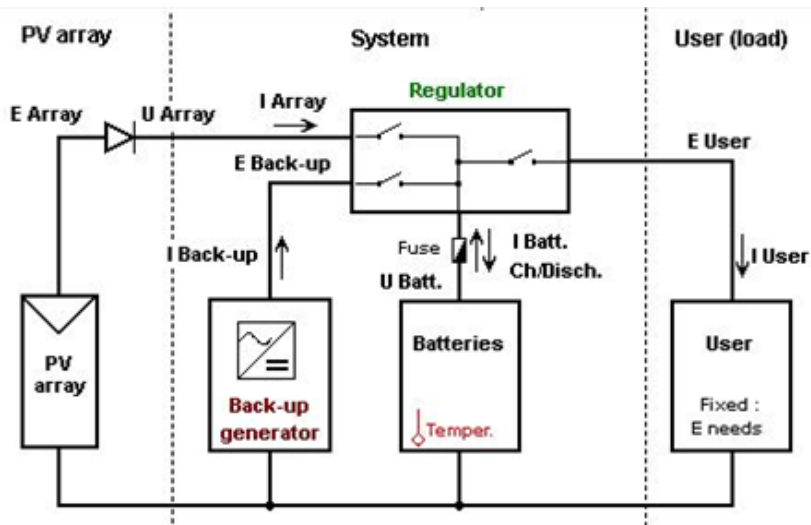 PV array
System
User (load)
Regulator
I Array
E Array
U Array
E User
E Back-up
I Back-up
Fuse
I Batt.
Ch/Disch.
U Batt.
I User
PV
array
Back-up
generator
Batteries
Temper.
User
Fixed :
E needs